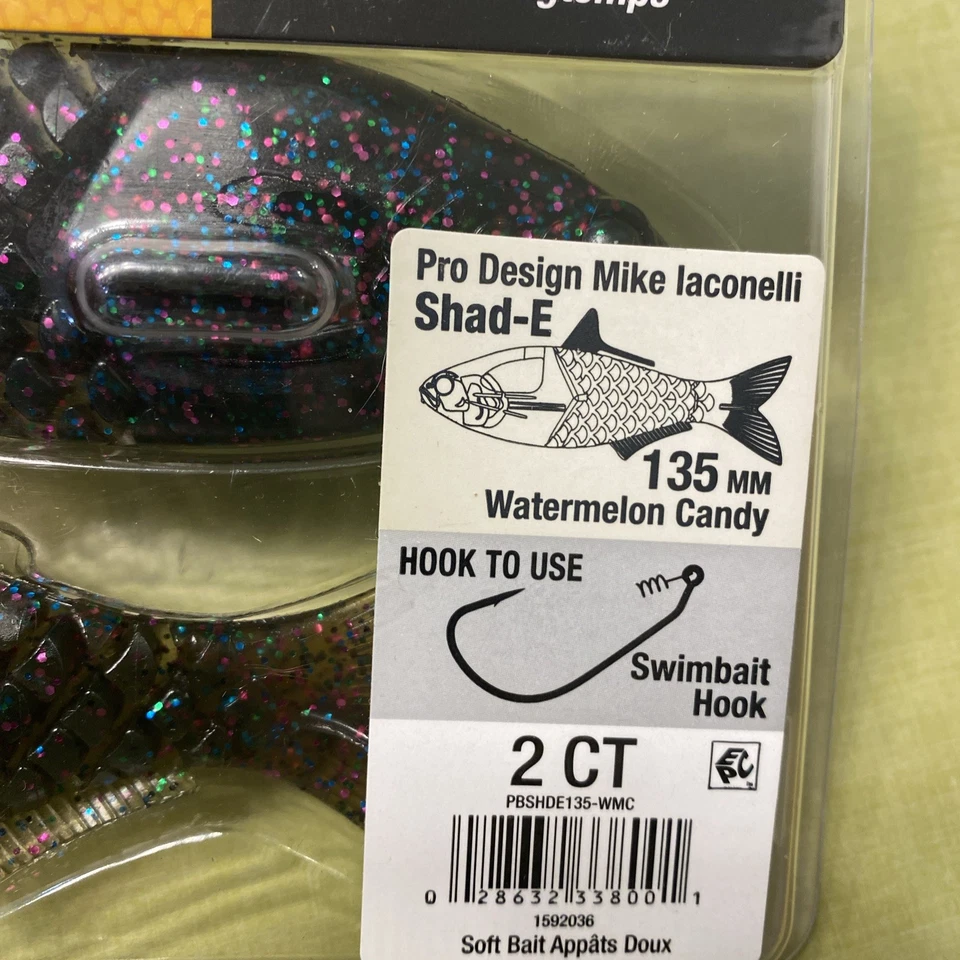 Pro Design Mike Iaconelli
Shad-E
135 MM
Watermelon Candy
HOOK TO USE
Swimbait
Hook
2 CT
EPC
PBSHDE135-WMC
0 28632 33800 1
1592036
Soft Bait Appâts Doux